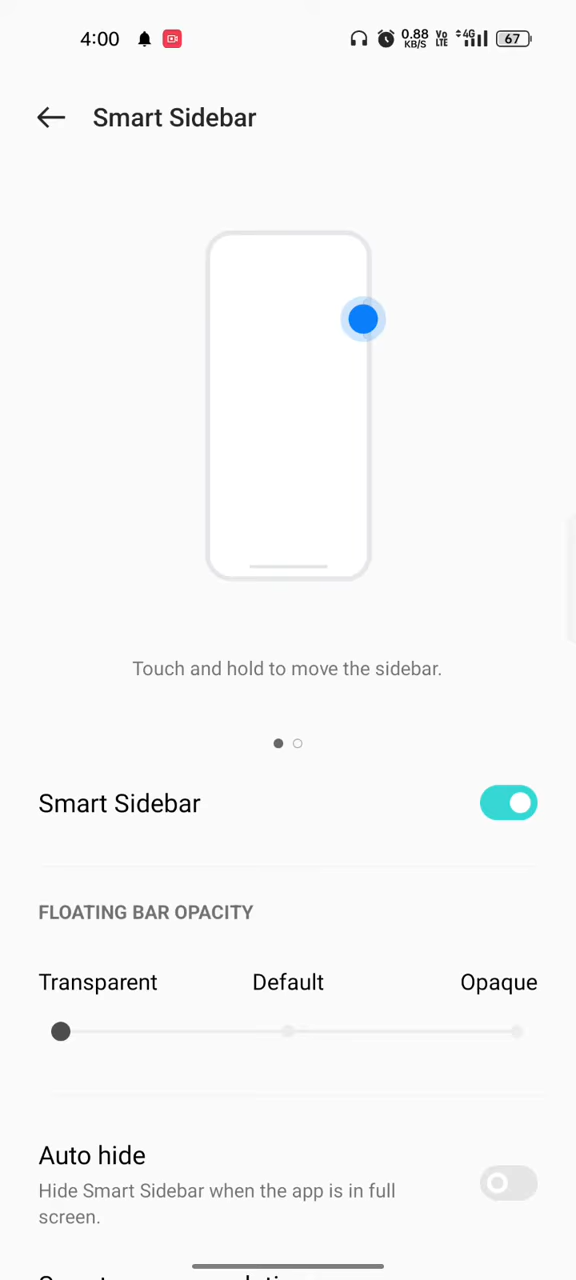 4:00 0.88 KB/S Vo LTE 4G 67
Smart Sidebar
Touch and hold to move the sidebar.
Smart Sidebar
FLOATING BAR OPACITY
Transparent Default Opaque
Auto hide
Hide Smart Sidebar when the app is in full
screen.